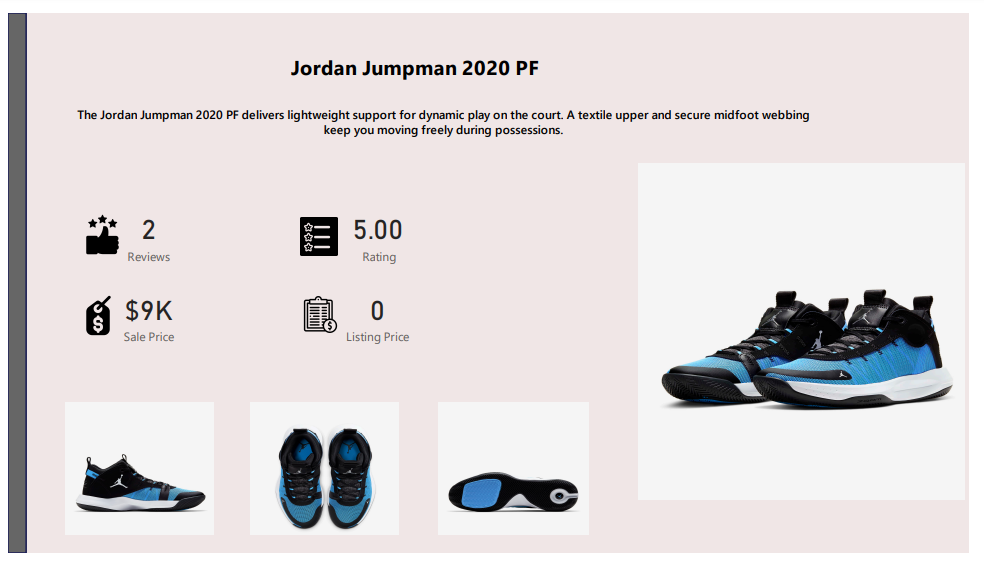 Jordan Jumpman 2020 PF
The Jordan Jumpman 2020 PF delivers lightweight support for dynamic play on the court. A textile upper and secure midfoot webbing
keep you moving freely during possessions.
2
Reviews
5.00
Rating
$9K
Sale Price
0
Listing Price